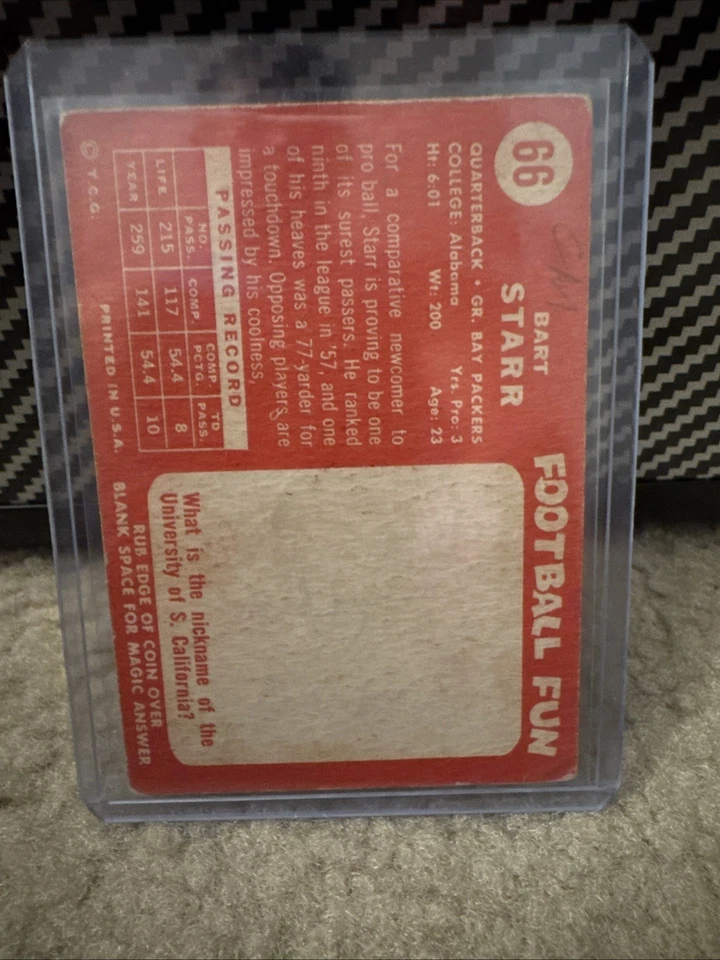 66
BART
STARR
QUARTERBACK • GR. BAY PACKERS
COLLEGE: Alabama Yrs. Pro: 3
Ht: 6:01 Wt: 200 Age: 23
For a comparative newcomer to
pro ball, Starr is proving to be one
of its surest passers. He ranked
ninth in the league in '57, and one
of his heaves was a 77-yarder for
a touchdown. Opposing players are
impressed by his coolness.
PASSING RECORD
NO. PASS. COMP. COMP. PCTG. TD PASS.
LIFE 215 117 54.4 8
YEAR 259 141 54.4 10
© T.C.G. PRINTED IN U.S.A.
FOOTBALL FUN
What is the nickname of the
University of S. California?
RUB EDGE OF COIN OVER
BLANK SPACE FOR MAGIC ANSWER